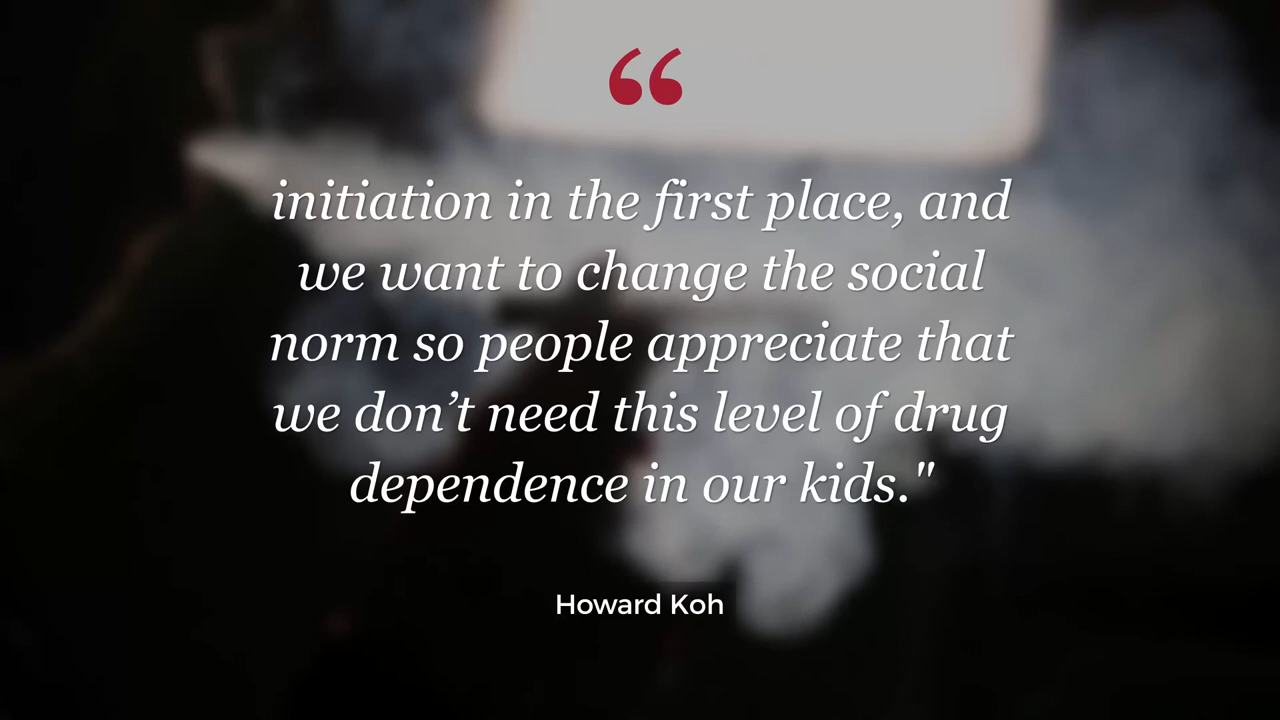 “
initiation in the first place, and
we want to change the social
norm so people appreciate that
we don’t need this level of drug
dependence in our kids."
Howard Koh